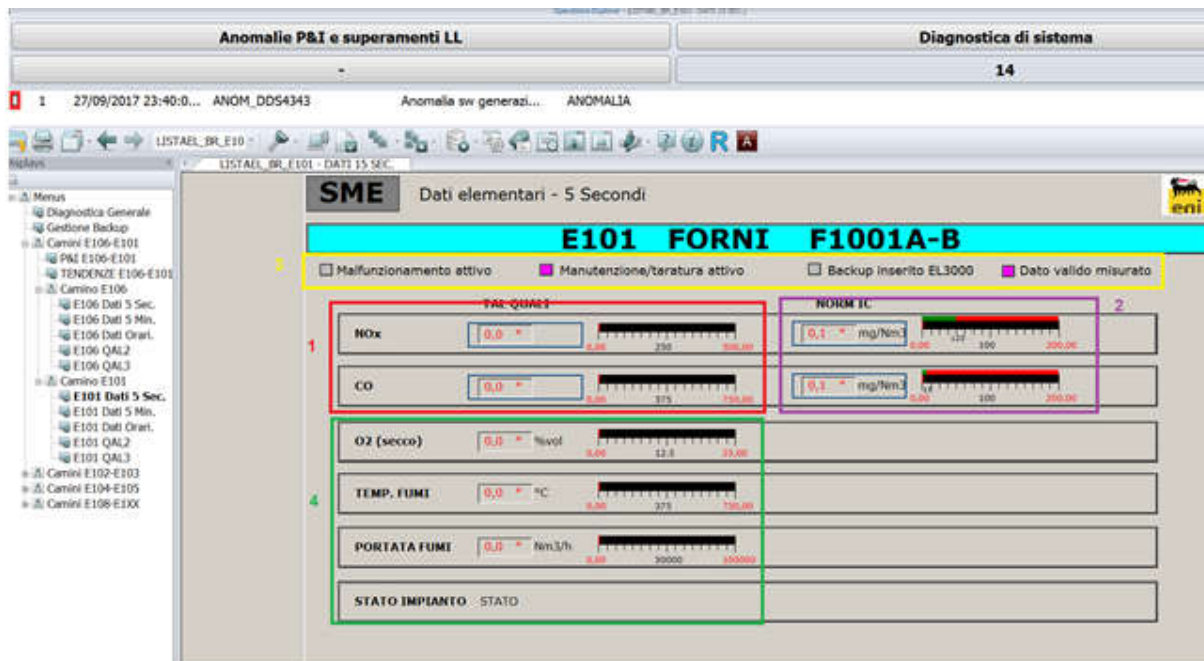 Anomalie P&I e superamenti LL
Diagnostica di sistema
-
14
1 27/09/2017 23:40:0... ANOM_DDS4343 Anomalia sw generazi... ANOMALIA
LISTAEL_BR_E10
R A
LISTAEL_BR_E101 - DATI 15 SEC.
Menus
Diagnostica Generale
Gestione Backup
Camini E106-E101
P&I E106-E101
TENDENZE E106-E101
Camino E106
E106 Dati 5 Sec.
E106 Dati 5 Min.
E106 Dati Orari.
E106 QAL2
E106 QAL3
Camino E101
E101 Dati 5 Sec.
E101 Dati 5 Min.
E101 Dati Orari.
E101 QAL2
E101 QAL3
Camini E102-E103
Camini E104-E105
Camini E108-E1XX
SME Dati elementari - 5 Secondi
eni
E101 FORNI F1001A-B
3
Malfunzionamento attivo
Manutenzione/taratura attivo
Backup inserito EL3000
Dato valido misurato
TAL QUALI
NORM IC
1
2
NOx 0,0 * 0,00 250 500,00 0,1 * mg/Nm3 0,00 100 200,00
CO 0,0 * 0,00 375 750,00 0,1 * mg/Nm3 0,00 100 200,00
4
O2 (secco) 0,0 * %vol 0,00 12.5 25,00
TEMP. FUMI 0,0 * °C 0,00 375 750,00
PORTATA FUMI 0,0 * Nm3/h 0,00 50000 100000
STATO IMPIANTO STATO